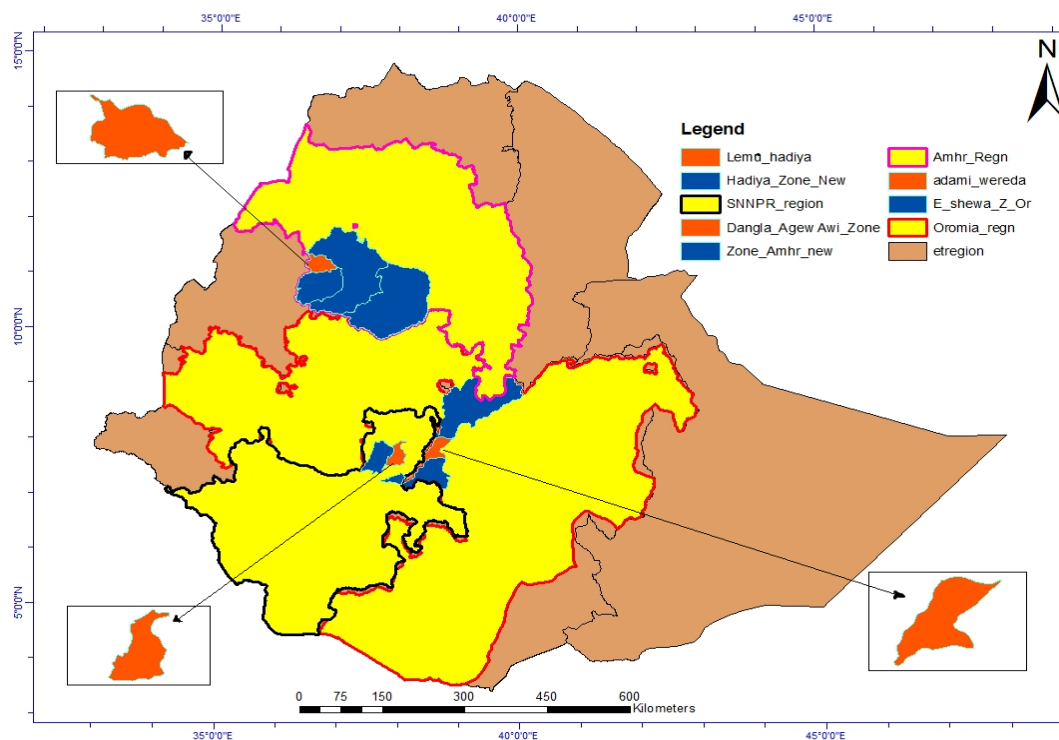 35°0'0"E 40°0'0"E 45°0'0"E
N
15°0'0"N
10°0'0"N
5°0'0"N
Legend
Lemo_hadiya
Hadiya_Zone_New
SNNPR_region
Dangla_Agew Awi_Zone
Zone_Amhr_new
Amhr_Regn
adami_wereda
E_shewa_Z_Or
Oromia_regn
etregion
0 75 150 300 450 600
Kilometers
35°0'0"E 40°0'0"E 45°0'0"E